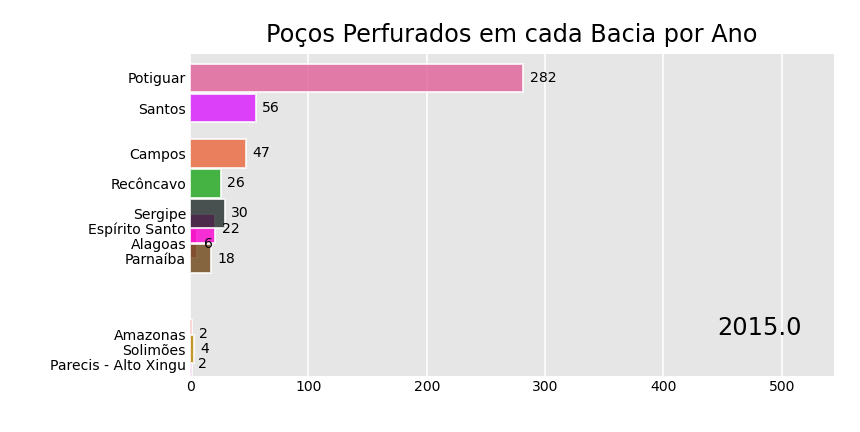 Poços Perfurados em cada Bacia por Ano
Potiguar 282
Santos 56
Campos 47
Recôncavo 26
Sergipe 30
Espírito Santo 22
Alagoas 6
Parnaíba 18
2015.0
Amazonas 2
Solimões 4
Parecis - Alto Xingu 2
0 100 200 300 400 500